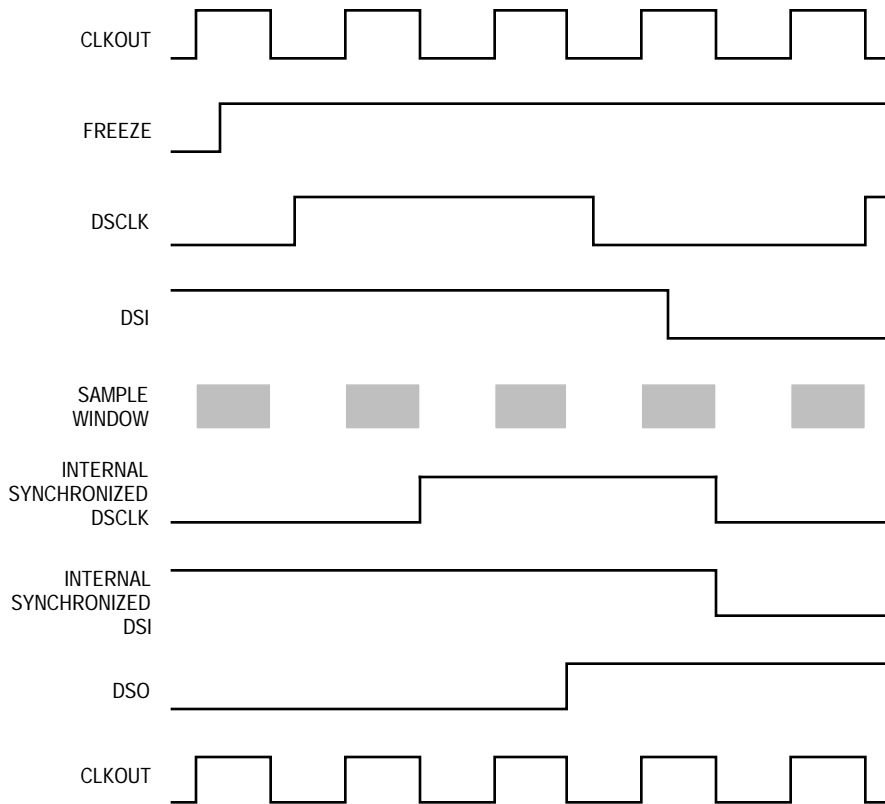 CLKOUT
FREEZE
DSCLK
DSI
SAMPLE
WINDOW
INTERNAL
SYNCHRONIZED
DSCLK
INTERNAL
SYNCHRONIZED
DSI
DSO
CLKOUT